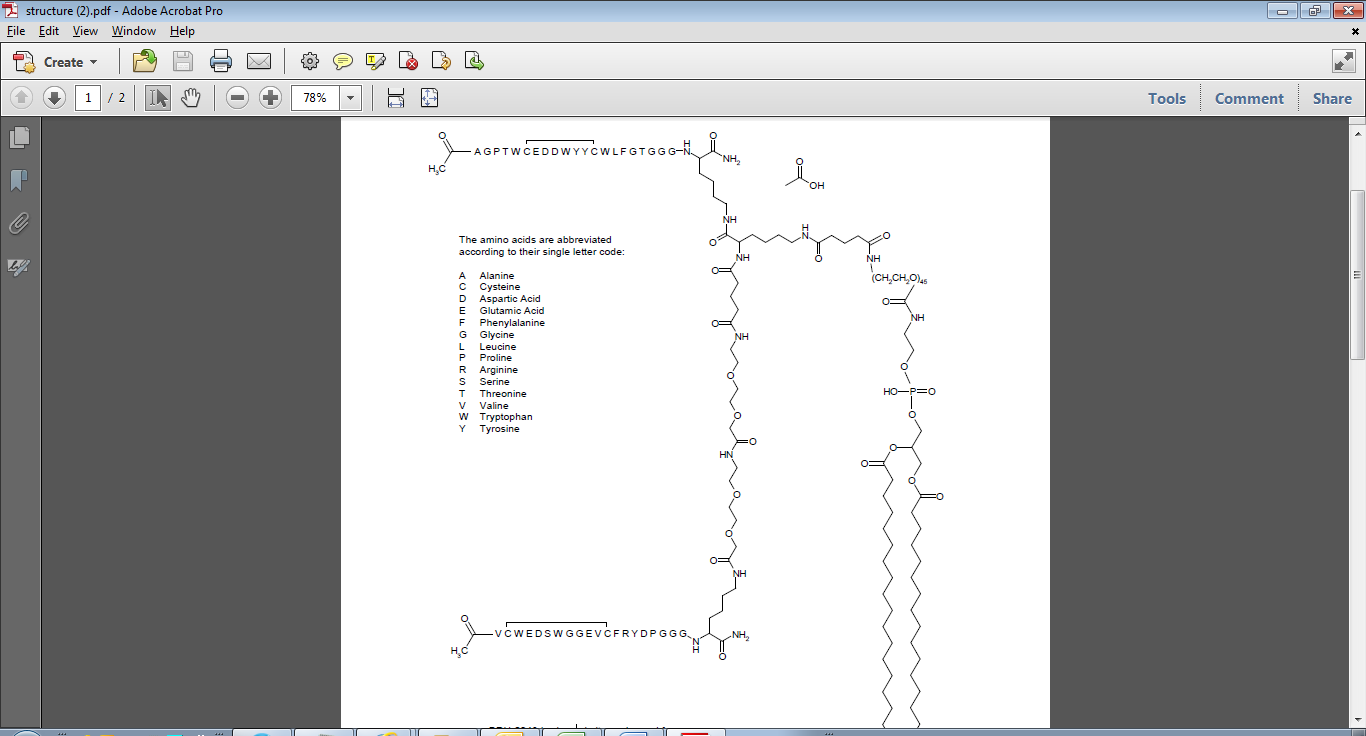 structure (2).pdf - Adobe Acrobat Pro
File Edit View Window Help
Create
1 / 2
78%
Tools Comment Share
O
H3C
AGPTWCEDDWYYCWLFGTGGG
H
N
O
NH2
O
OH
NH
O
H
N
O
O
NH
NH
(CH2CH2O)45
The amino acids are abbreviated
according to their single letter code:
A Alanine
C Cysteine
D Aspartic Acid
E Glutamic Acid
F Phenylalanine
G Glycine
L Leucine
P Proline
R Arginine
S Serine
T Threonine
V Valine
W Tryptophan
Y Tyrosine
O
O
NH
O
O
O
HN
O
O
O
NH
O
NH
O
HO P O
O
O
O
O
O
O
H3C
VCWEDSWGGEVCFRYDPGGG
N
H
NH2
O